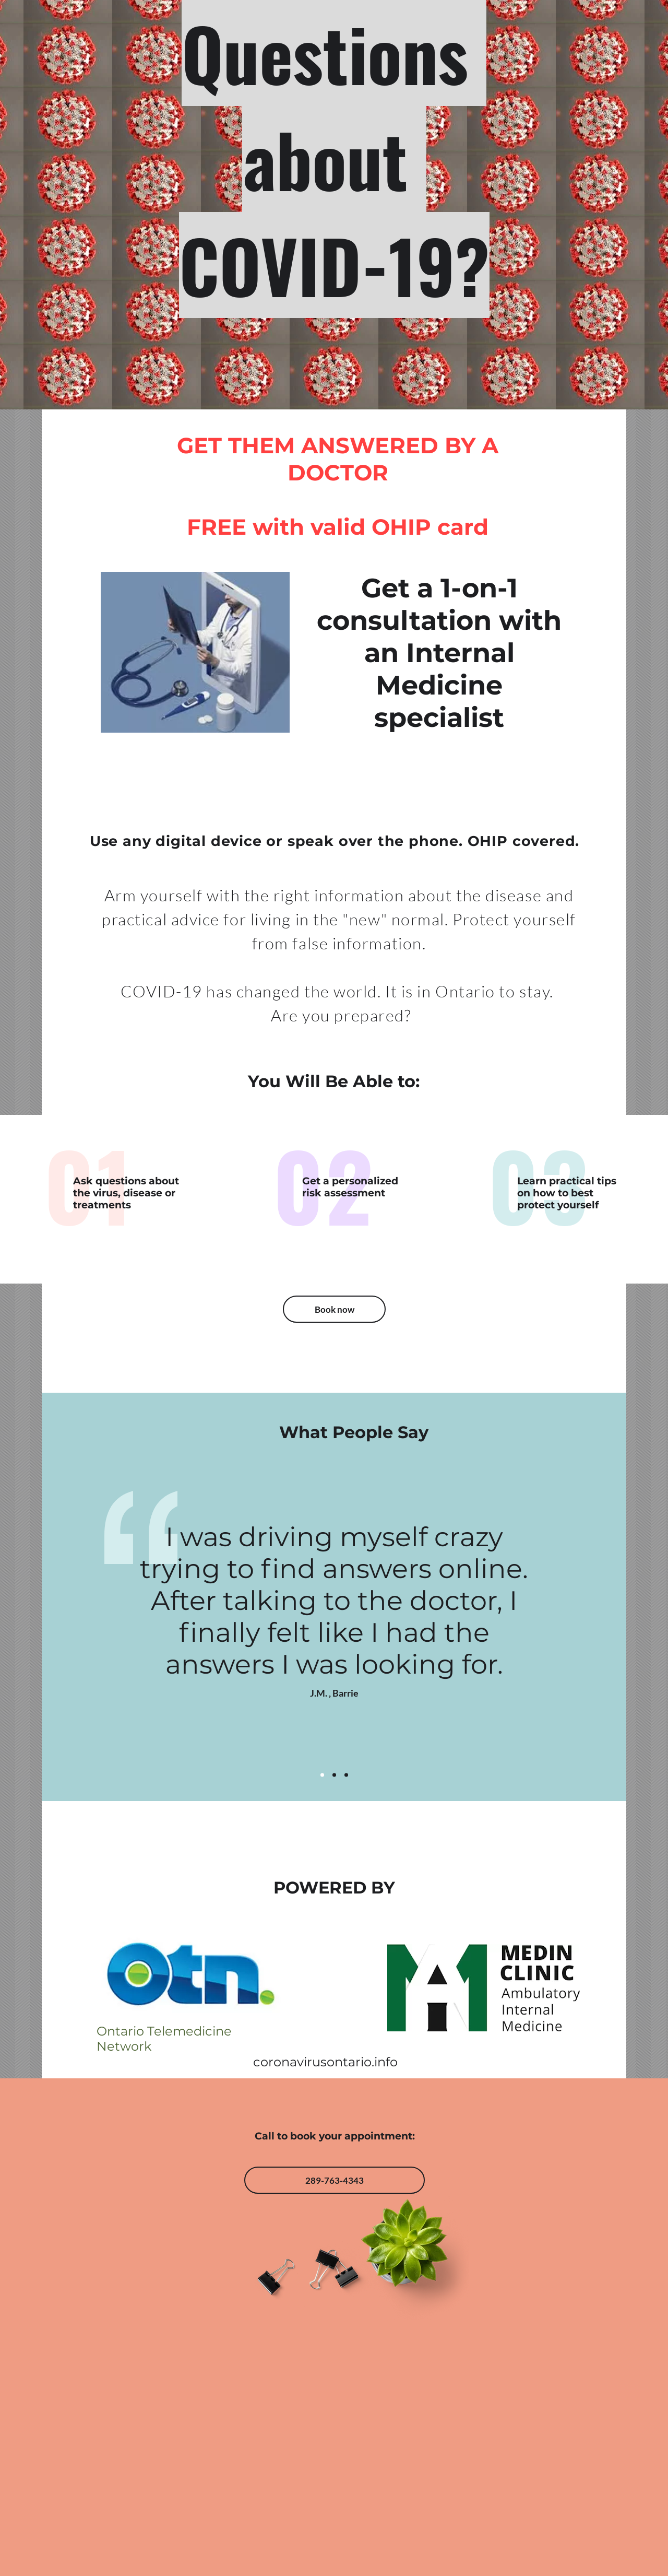 Questions
about
COVID-19?
GET THEM ANSWERED BY A
DOCTOR
FREE with valid OHIP card
Get a 1-on-1
consultation with
an Internal
Medicine
specialist
Use any digital device or speak over the phone. OHIP covered.
Arm yourself with the right information about the disease and
practical advice for living in the "new" normal. Protect yourself
from false information.
COVID-19 has changed the world. It is in Ontario to stay.
Are you prepared?
You Will Be Able to:
01
Ask questions about
the virus, disease or
treatments
02
Get a personalized
risk assessment
03
Learn practical tips
on how to best
protect yourself
Book now
What People Say
“
I was driving myself crazy
trying to find answers online.
After talking to the doctor, I
finally felt like I had the
answers I was looking for.
J.M. , Barrie
POWERED BY
otn.
Ontario Telemedicine
Network
MEDIN
CLINIC
Ambulatory
Internal
Medicine
coronavirusontario.info
Call to book your appointment:
289-763-4343